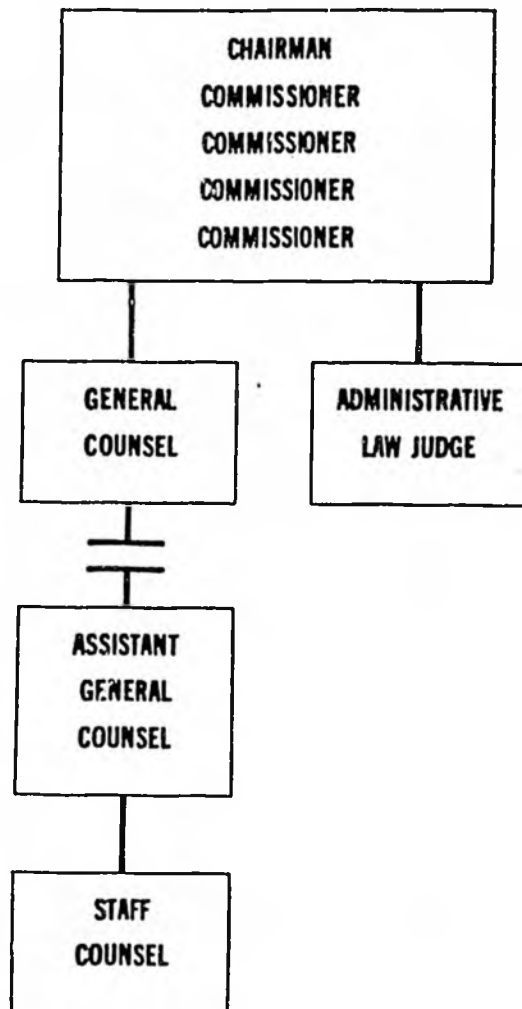 CHAIRMAN
COMMISSIONER
COMMISSIONER
COMMISSIONER
COMMISSIONER
GENERAL
COUNSEL
ADMINISTRATIVE
LAW JUDGE
ASSISTANT
GENERAL
COUNSEL
STAFF
COUNSEL